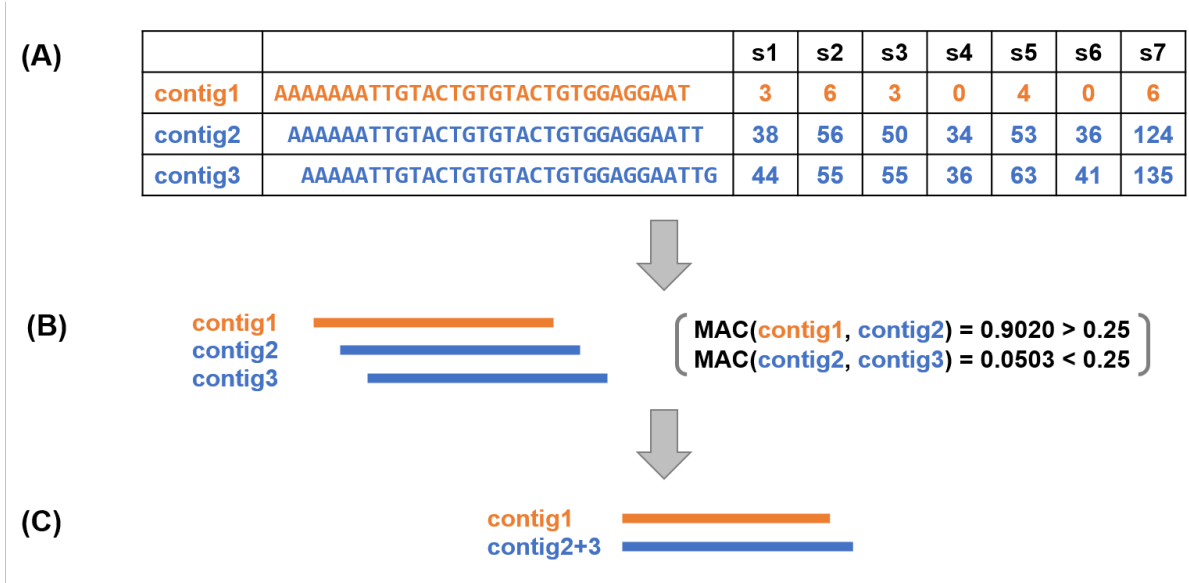 (A)
s1 s2 s3 s4 s5 s6 s7
contig1 AAAAAAATTGTACTGTGTACTGTGGAGGAAT 3 6 3 0 4 0 6
contig2 AAAAAATTGTACTGTGTACTGTGGAGGAATT 38 56 50 34 53 36 124
contig3 AAAAATTGTACTGTGTACTGTGGAGGAATTG 44 55 55 36 63 41 135
(B)
contig1
contig2
contig3
MAC(contig1, contig2) = 0.9020 > 0.25
MAC(contig2, contig3) = 0.0503 < 0.25
(C)
contig1
contig2+3